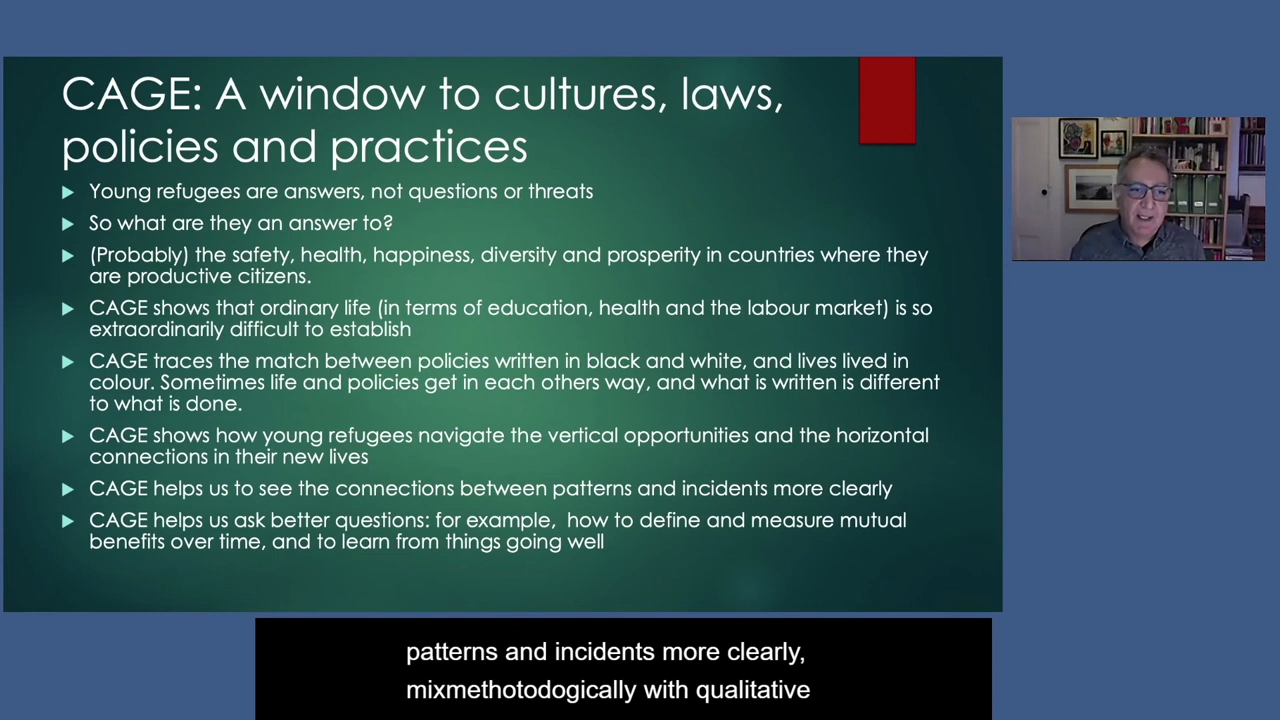 CAGE: A window to cultures, laws,
policies and practices
Young refugees are answers, not questions or threats
So what are they an answer to?
(Probably) the safety, health, happiness, diversity and prosperity in countries where they
are productive citizens.
CAGE shows that ordinary life (in terms of education, health and the labour market) is so
extraordinarily difficult to establish
CAGE traces the match between policies written in black and white, and lives lived in
colour. Sometimes life and policies get in each others way, and what is written is different
to what is done.
CAGE shows how young refugees navigate the vertical opportunities and the horizontal
connections in their new lives
CAGE helps us to see the connections between patterns and incidents more clearly
CAGE helps us ask better questions: for example,  how to define and measure mutual
benefits over time, and to learn from things going well
patterns and incidents more clearly,
mixmethotodogically with qualitative